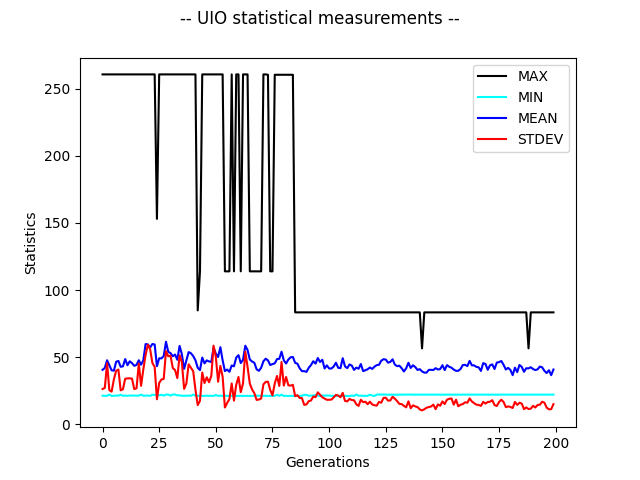 -- UIO statistical measurements --
250
200
150
100
50
0
Statistics
MAX
MIN
MEAN
STDEV
0 25 50 75 100 125 150 175 200
Generations